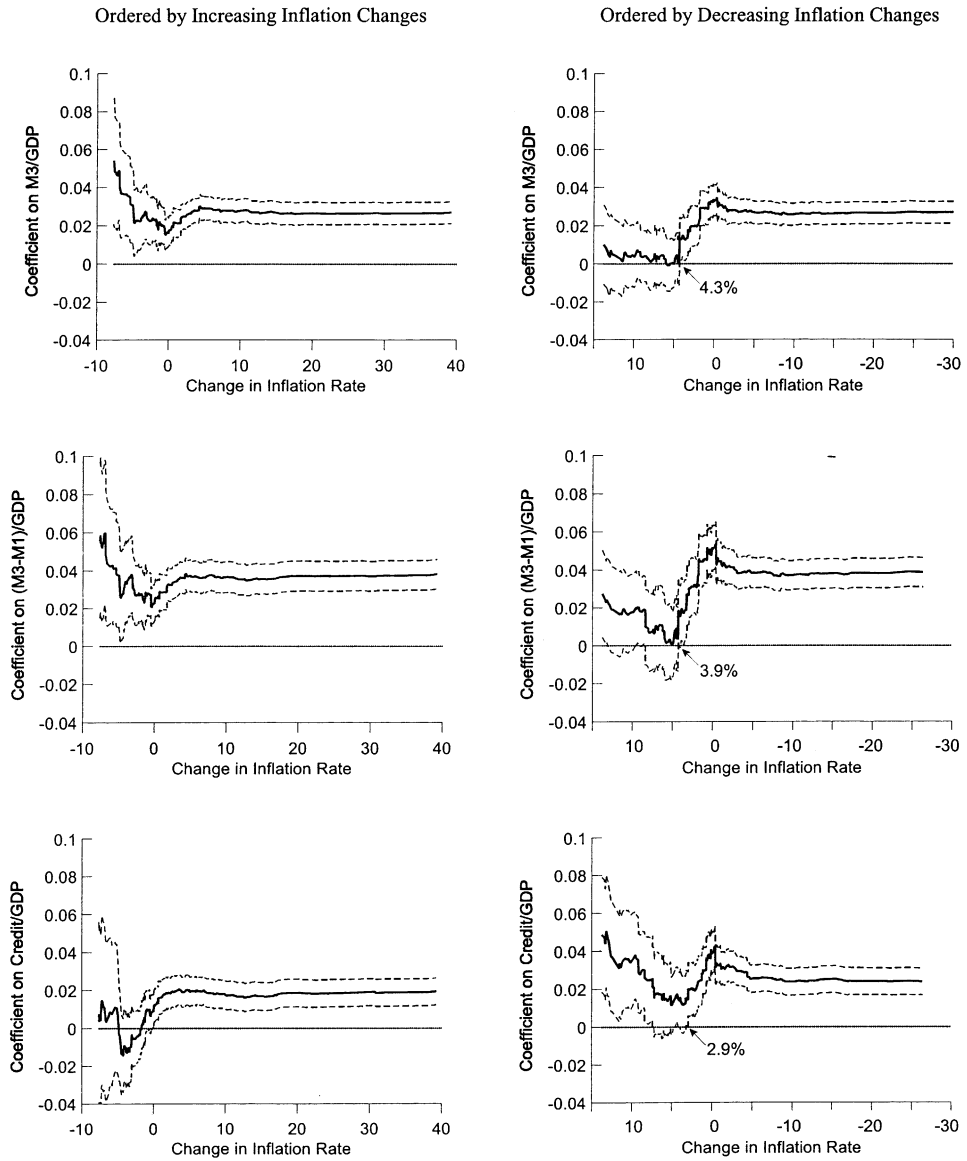 Ordered by Increasing Inflation Changes
Ordered by Decreasing Inflation Changes
Coefficient on M3/GDP
0.1
0.08
0.06
0.04
0.02
0
-0.02
-0.04
-10 0 10 20 30 40
Change in Inflation Rate
Coefficient on M3/GDP
0.1
0.08
0.06
0.04
0.02
0
-0.02
-0.04
4.3%
10 0 -10 -20 -30
Change in Inflation Rate
Coefficient on (M3-M1)/GDP
0.1
0.08
0.06
0.04
0.02
0
-0.02
-0.04
-10 0 10 20 30 40
Change in Inflation Rate
Coefficient on (M3-M1)/GDP
0.1
0.08
0.06
0.04
0.02
0
-0.02
-0.04
3.9%
10 0 -10 -20 -30
Change in Inflation Rate
Coefficient on Credit/GDP
0.1
0.08
0.06
0.04
0.02
0
-0.02
-0.04
-10 0 10 20 30 40
Change in Inflation Rate
Coefficient on Credit/GDP
0.1
0.08
0.06
0.04
0.02
0
-0.02
-0.04
2.9%
10 0 -10 -20 -30
Change in Inflation Rate